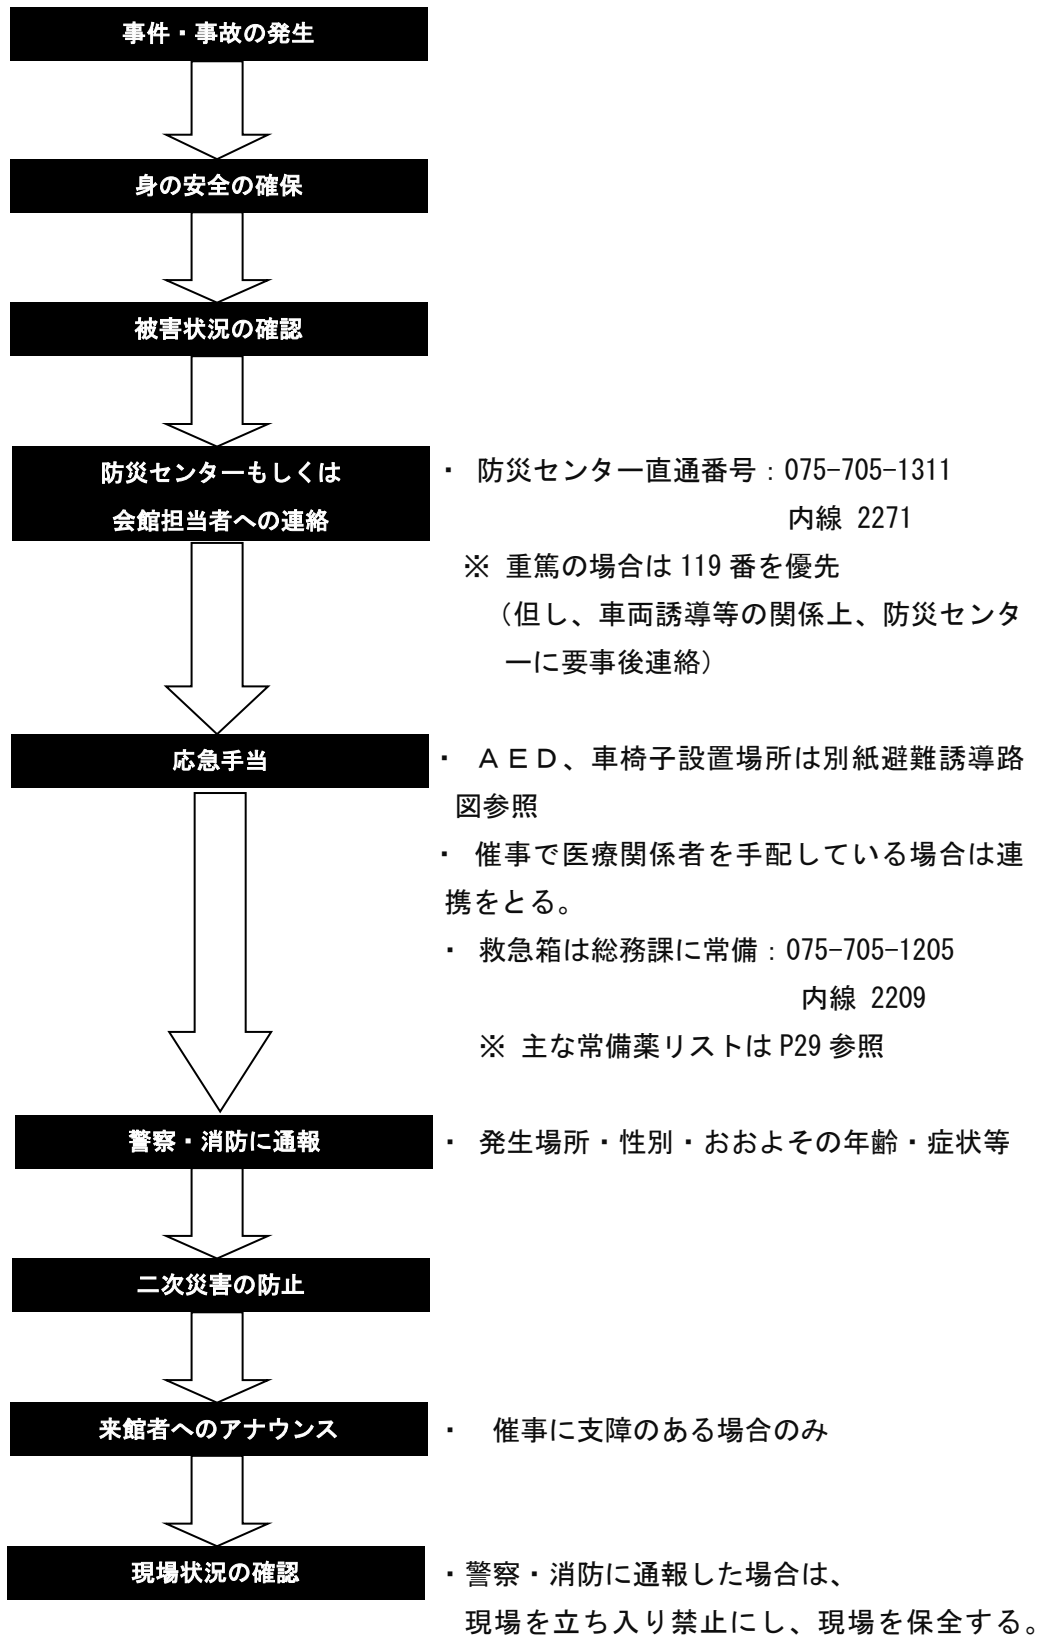 事件・事故の発生
身の安全の確保
被害状況の確認
防災センターもしくは
会館担当者への連絡
・ 防災センター直通番号：075-705-1311
内線 2271
※ 重篤の場合は 119 番を優先
（但し、車両誘導等の関係上、防災センタ
ーに要事後連絡）
応急手当
・ ＡＥＤ、車椅子設置場所は別紙避難誘導路
図参照
・ 催事で医療関係者を手配している場合は連
携をとる。
・ 救急箱は総務課に常備：075-705-1205
内線 2209
※ 主な常備薬リストは P29 参照
警察・消防に通報
・ 発生場所・性別・おおよその年齢・症状等
二次災害の防止
来館者へのアナウンス
・ 催事に支障のある場合のみ
現場状況の確認
・警察・消防に通報した場合は、
現場を立ち入り禁止にし、現場を保全する。